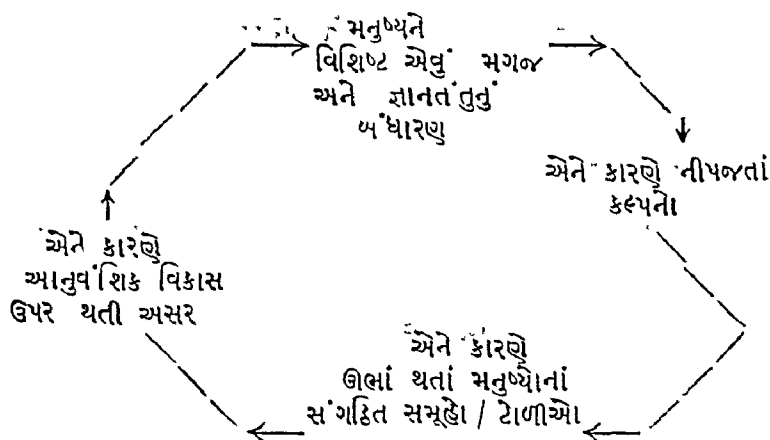 મનુષ્યને
વિશિષ્ટ એવું મગજ
અને જ્ઞાનતંતુનું
બંધારણ
એને કારણે નીપજતાં
કલ્પનો
એને કારણે
ઊભાં થતાં મનુષ્યોનાં
સંગઠિત સમૂહો / ટોળીઓ
એને કારણે
આનુવંશિક વિકાસ
ઉપર થતી અસર